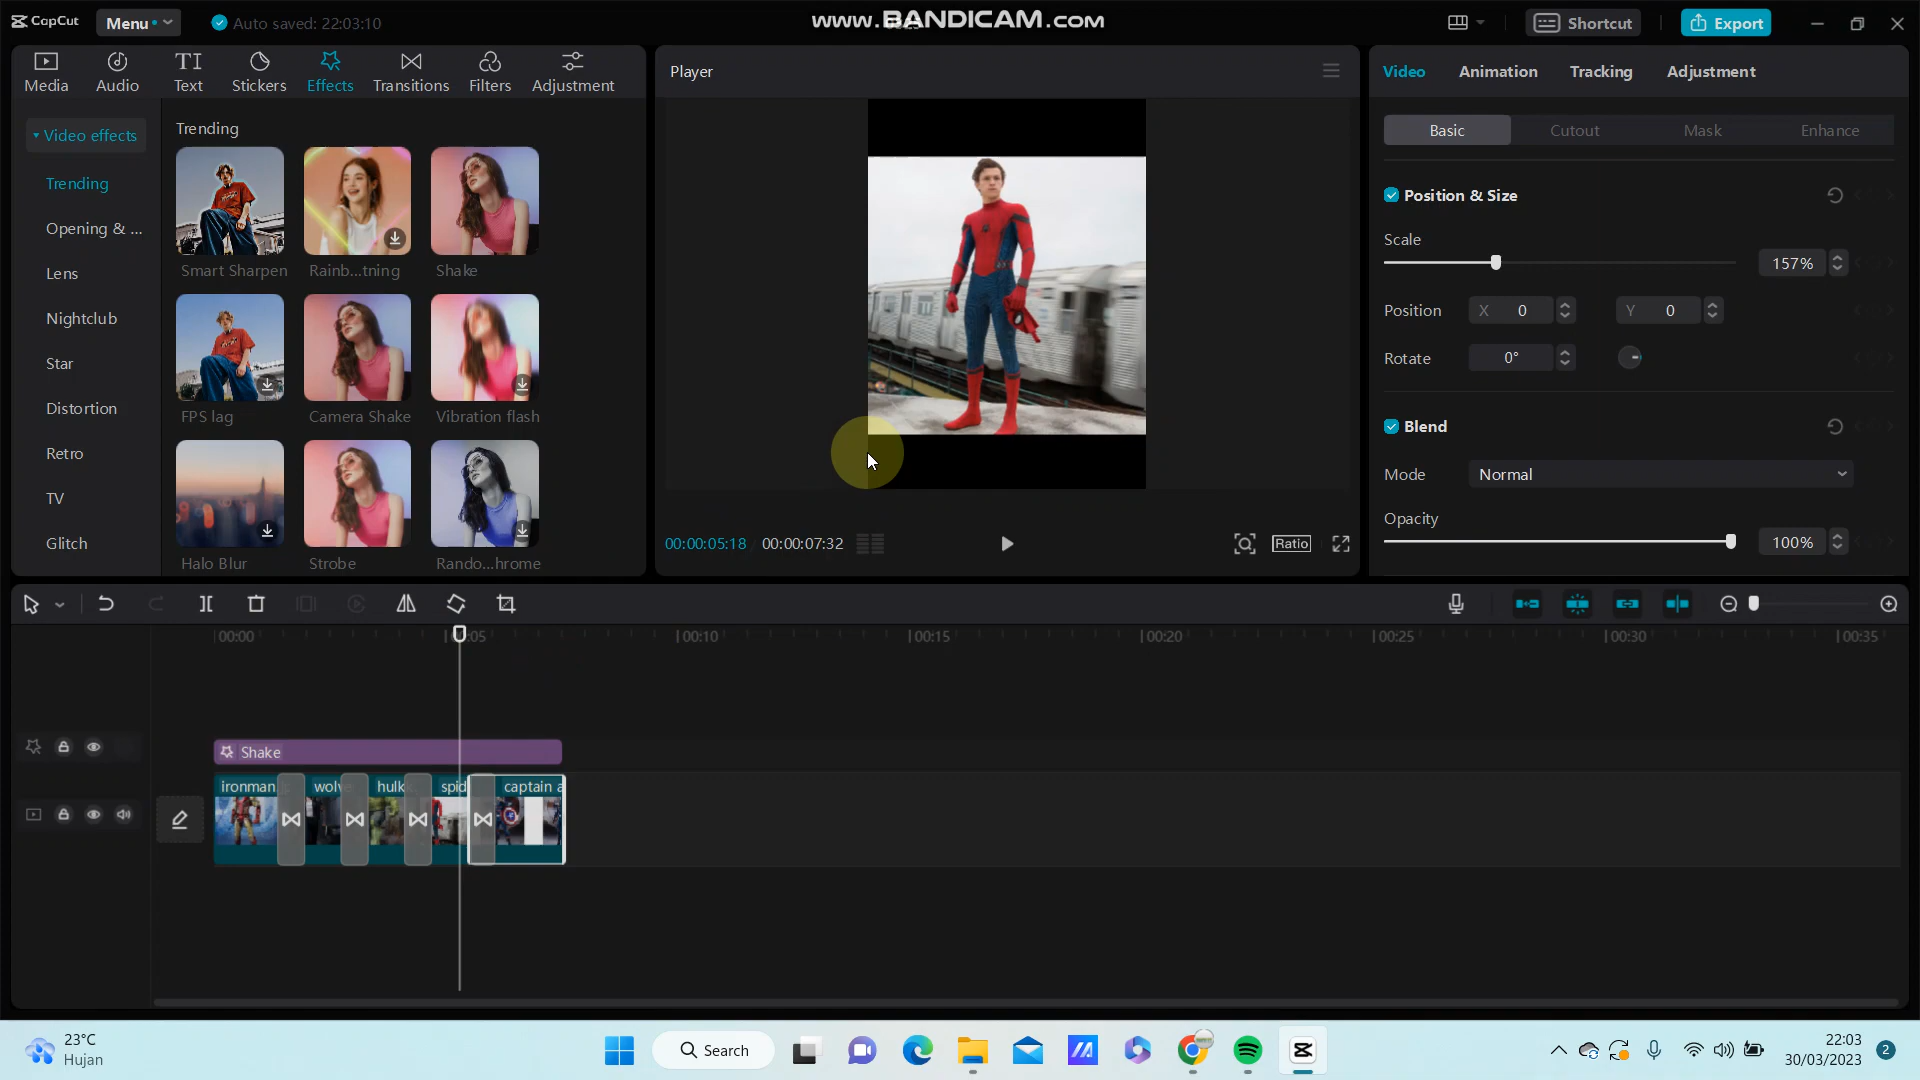 CapCut
Menu
Auto saved: 22:03:10
www.BANDICAM.com
Shortcut
Export
Media
Audio
Text
Stickers
Effects
Transitions
Filters
Adjustment
Player
Video
Animation
Tracking
Adjustment
Video effects
Trending
Opening & ...
Lens
Nightclub
Star
Distortion
Retro
TV
Glitch
Trending
Smart Sharpen
Rainb...tning
Shake
FPS lag
Camera Shake
Vibration flash
Halo Blur
Strobe
Rando...hrome
00:00:05:18
00:00:07:32
Ratio
Basic
Cutout
Mask
Enhance
Position & Size
Scale
157%
Position
X 0
Y 0
Rotate
0°
Blend
Mode
Normal
Opacity
100%
00:00
00:10
00:15
00:20
00:25
00:30
00:35
Shake
ironman
wolv
hulk
spid
captain a
23°C
Hujan
Search
22:03
30/03/2023
2